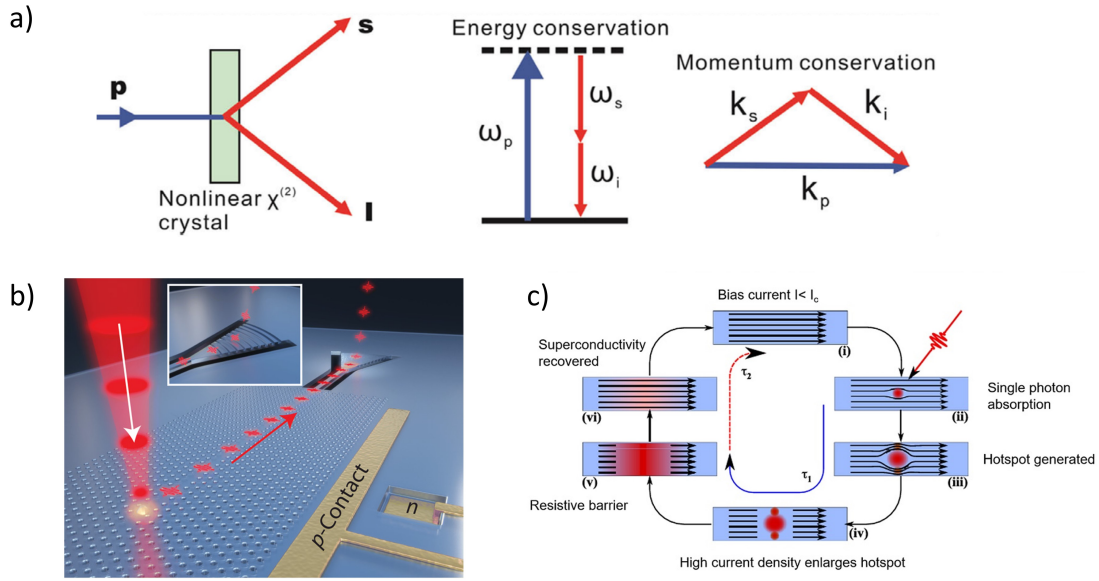 a)
p
s
I
Nonlinear χ(2)
crystal
Energy conservation
ωp
ωs
ωi
Momentum conservation
ks
ki
kp
b)
p-Contact
n
c)
Bias current I< Ic
(i)
Single photon
absorption
(ii)
Hotspot generated
(iii)
(iv)
High current density enlarges hotspot
Resistive barrier
(v)
Superconductivity
recovered
(vi)
τ2
τ1